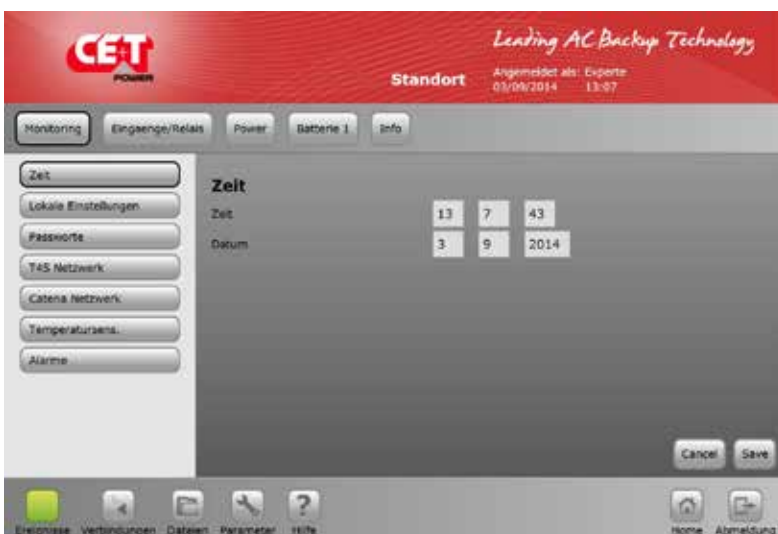 CE+T
POWER
Leading AC Backup Technology
Standort
Angemeldet als: Experte
03/09/2014 13:07
Monitoring Eingaenge/Relais Power Batterie 1 Info
Zeit
Lokale Einstellungen
Passworte
T4S Netzwerk
Catena Netzwerk
Temperatursens.
Alarme
Zeit
Zeit 13 7 43
Datum 3 9 2014
Cancel Save
Ereignisse Verbindungen Dateien Parameter Hilfe Home Abmeldung